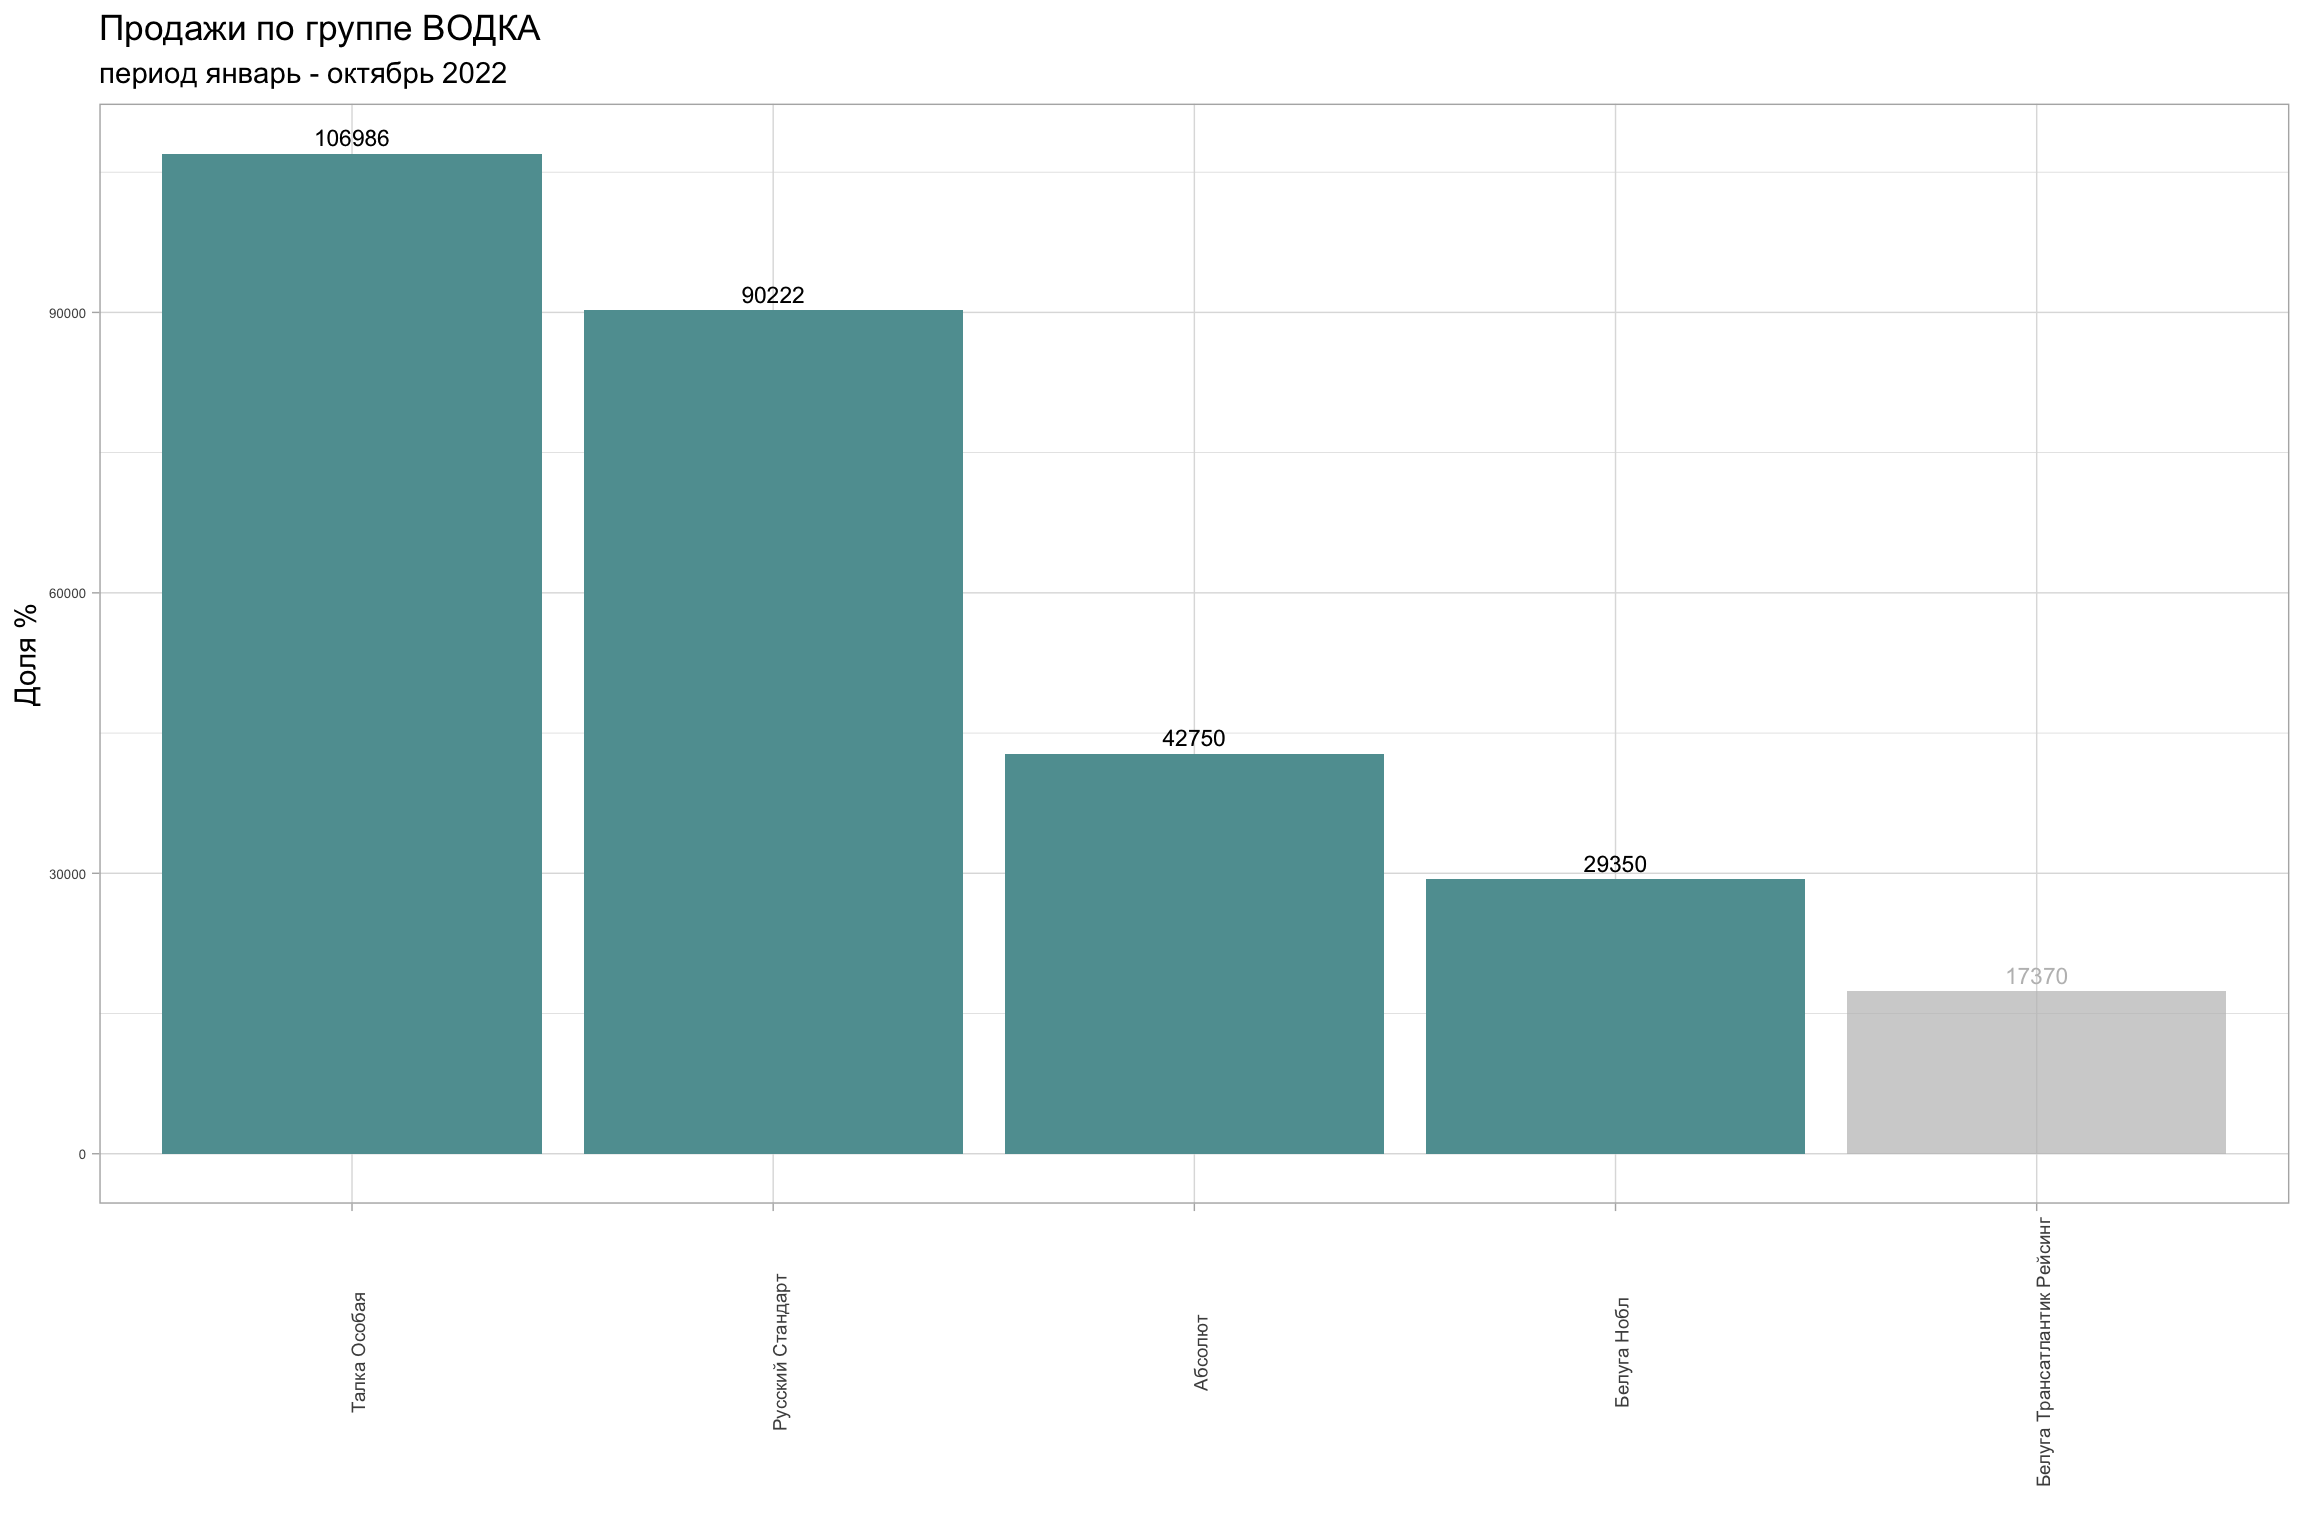 Продажи по группе ВОДКА
период январь - октябрь 2022
Доля %
90000
60000
30000
0
106986
90222
42750
29350
17370
Талка Особая
Русский Стандарт
Абсолют
Белуга Нобл
Белуга Трансатлантик Рейсинг